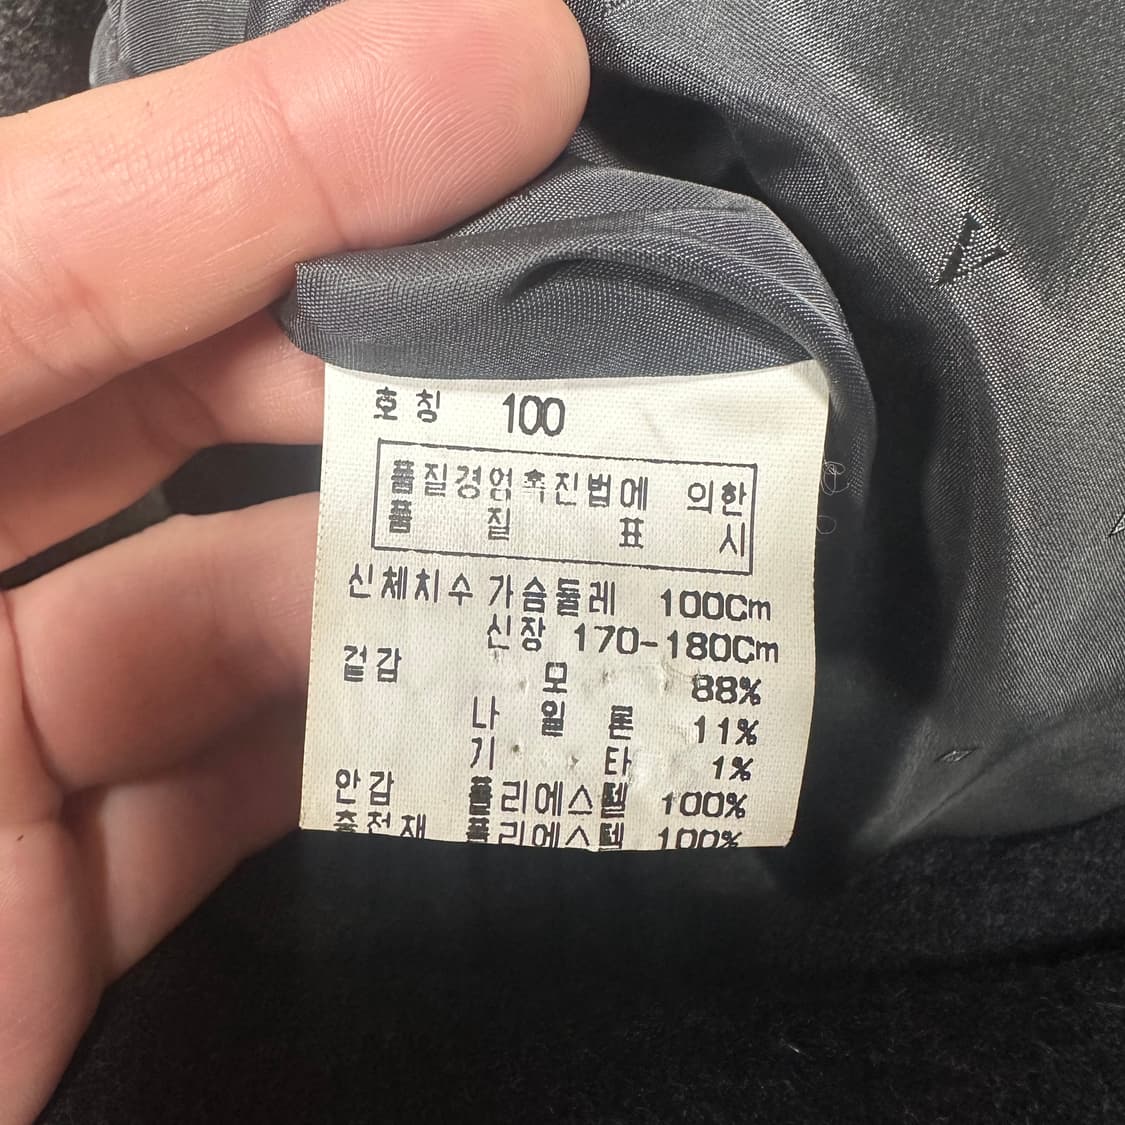 호칭 100
품질경영촉진법에 의한
품질표시
신체치수 가슴둘레 100Cm
신장 170-180Cm
겉감 모 88%
나일론 11%
기타 1%
안감 폴리에스텔 100%
충전재 폴리에스텔 100%